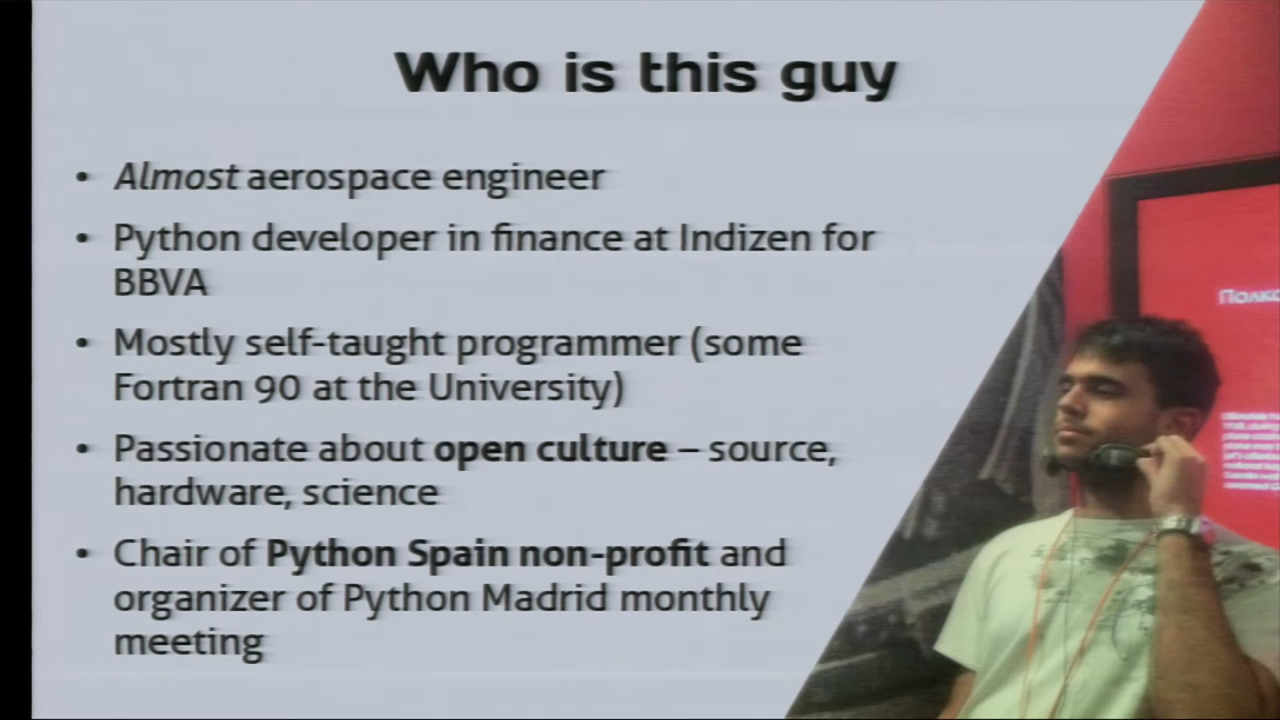 Who is this guy
• Almost aerospace engineer
• Python developer in finance at Indizen for
BBVA
• Mostly self-taught programmer (some
Fortran 90 at the University)
• Passionate about open culture – source,
hardware, science
• Chair of Python Spain non-profit and
organizer of Python Madrid monthly
meeting